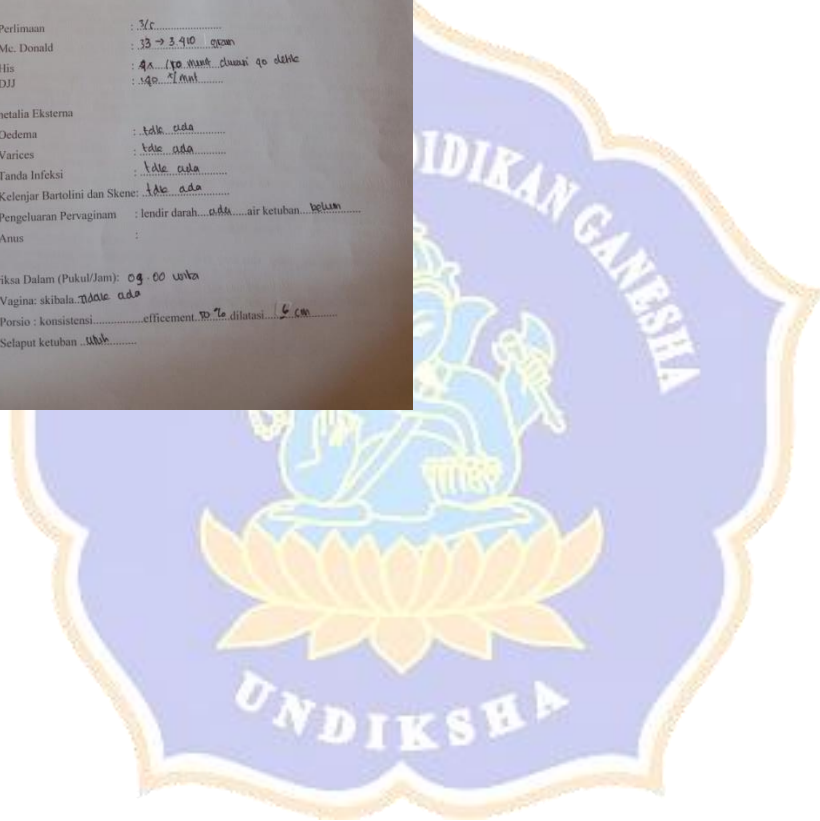 Perlimaan : 3/5
Mc. Donald : 33 → 3.410 gram
His : 4x /10 menit durasi 40 detik
DJJ : 140 x/mnt
netalia Eksterna
Oedema : tdk ada
Varices : tdk ada
Tanda Infeksi : tdk ada
Kelenjar Bartolini dan Skene: tdk ada
Pengeluaran Pervaginam : lendir darah ada air ketuban belum
Anus :
iksa Dalam (Pukul/Jam): 09.00 wita
Vagina: skibala tidak ada
Porsio : konsistensi efficement 50 % dilatasi 6 cm
Selaput ketuban utuh
DIDIKAN GANESHA
UNDIKSHA